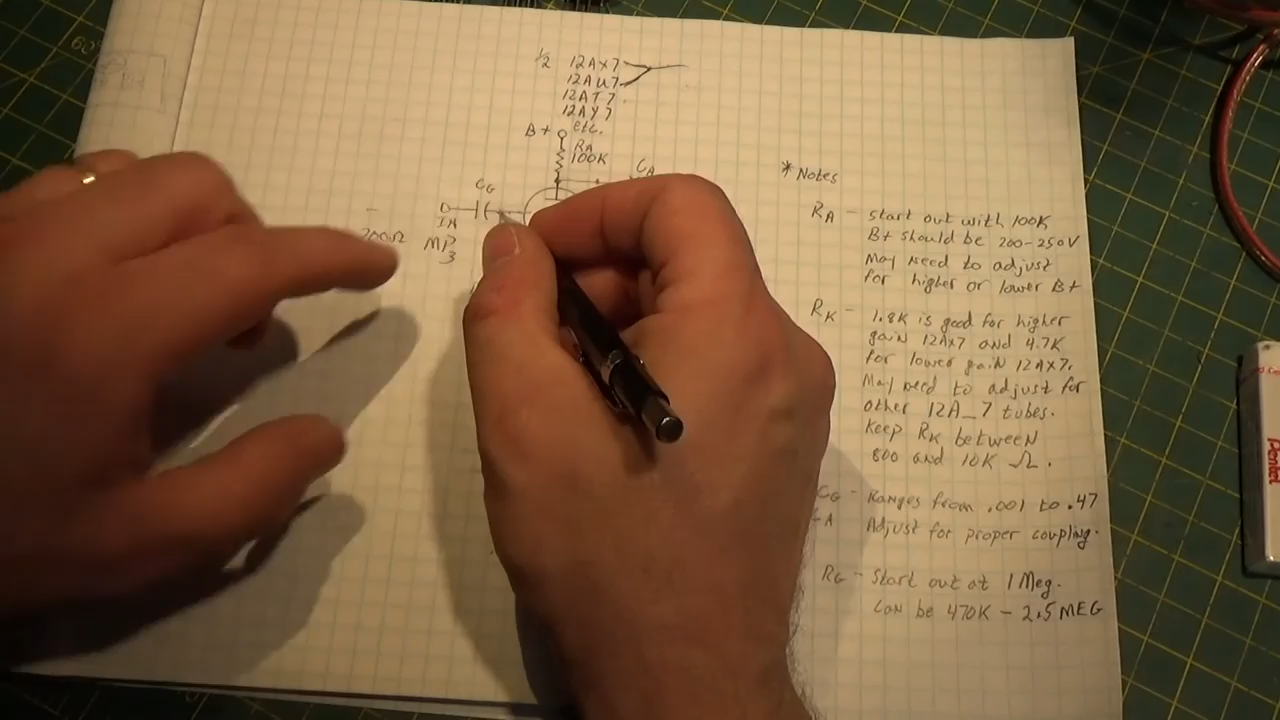 ½ 12AX7
12AU7
12AT7
12AY7
etc.
B+
RA
100K
CA
CG
IN
MP3
200Ω
*Notes
RA - Start out with 100K
B+ should be 200-250V
May need to adjust
for higher or lower B+
RK - 1.8K is good for higher
gain 12AX7 and 4.7K
for lower gain 12AX7.
May need to adjust for
other 12A_7 tubes.
Keep RK between
800 and 10K Ω.
CG - Ranges from .001 to .47
A Adjust for proper coupling.
RG - Start out at 1 Meg.
Can be 470K - 2.5 MEG
Pentel